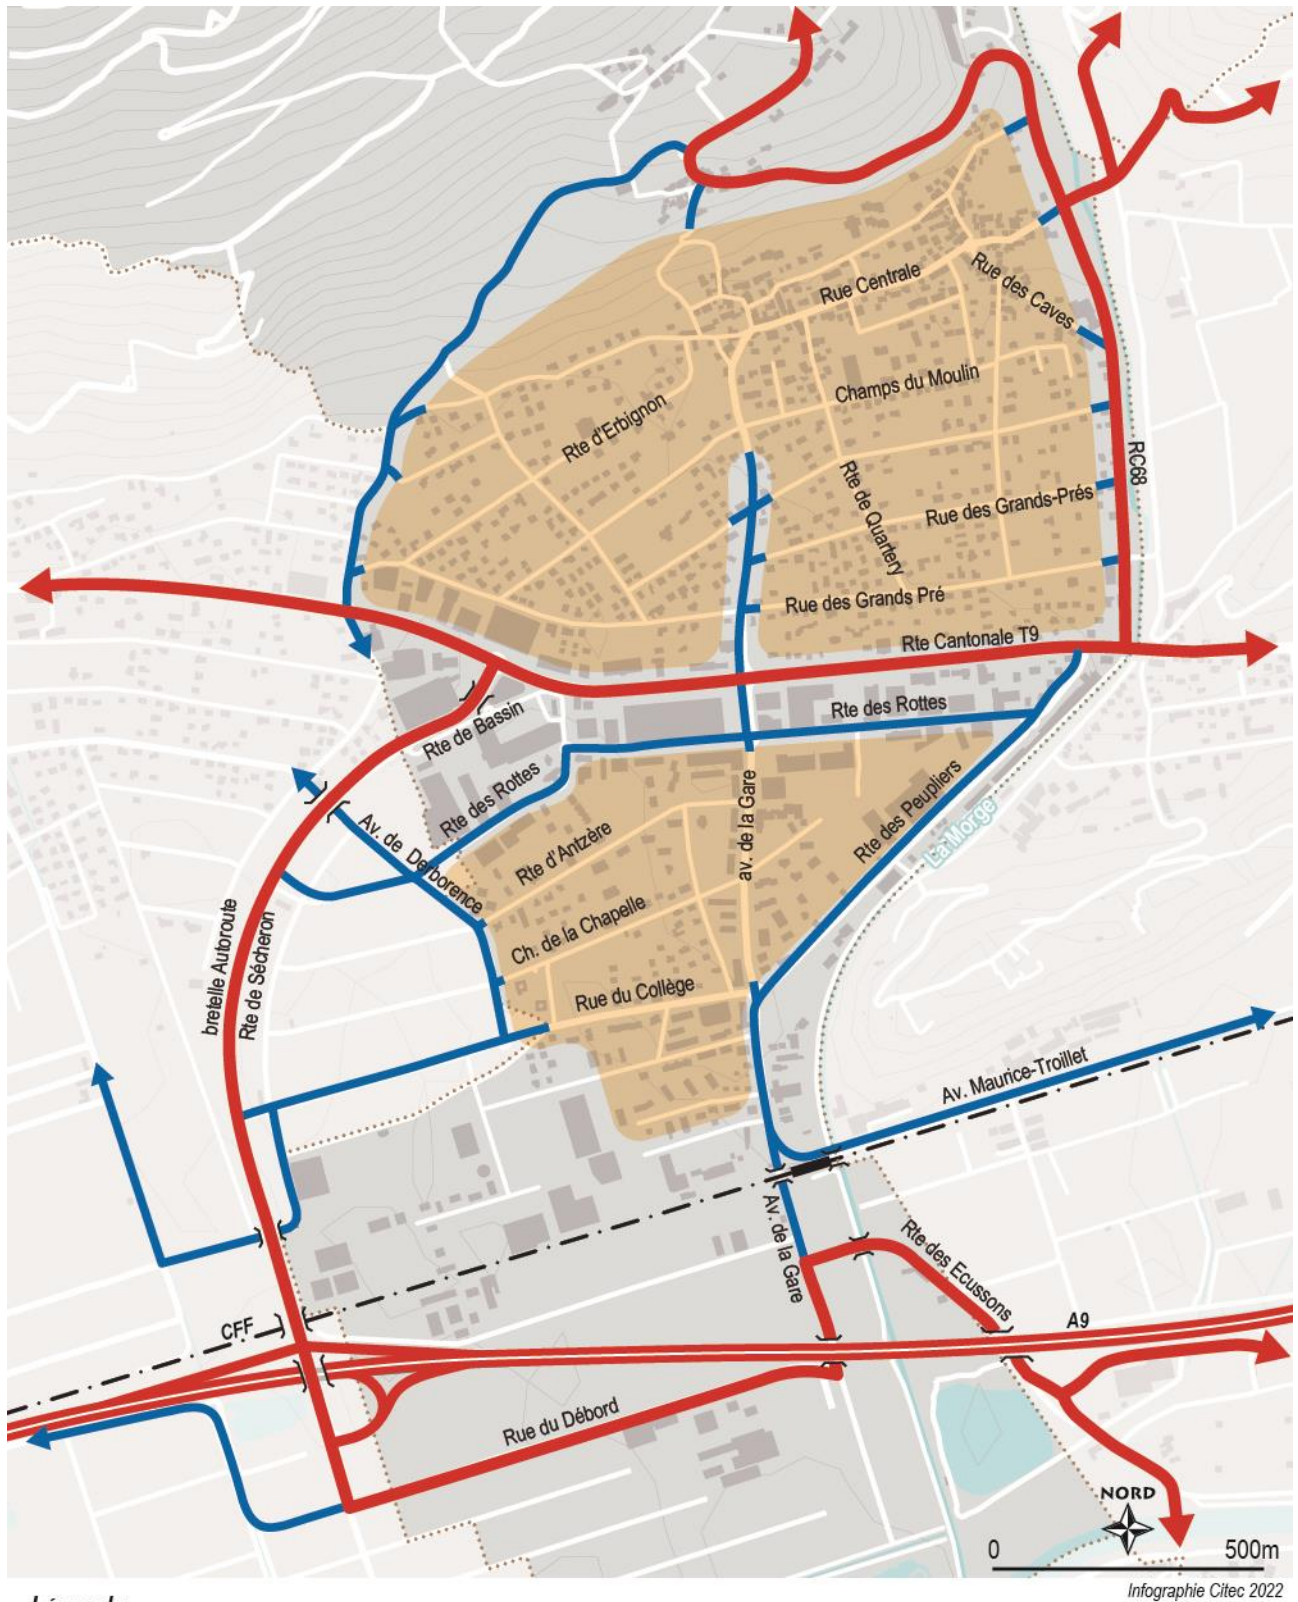 Rue Centrale
Rue des Caves
Champs du Moulin
Rte d'Erbignon
RC68
Rte de Quartery
Rue des Grands-Prés
Rue des Grands Pré
Rte Cantonale T9
Rte des Rottes
Rte de Bassin
Rte des Rottes
av. de la Gare
Rte des Peupliers
La Morge
Av. de Derborence
Rte d'Antzère
Ch. de la Chapelle
bretelle Autoroute
Rte de Sécheron
Rue du Collège
Av. Maurice-Troillet
Av. de la Gare
Rte des Ecussons
CFF
A9
Rue du Débord
NORD
0 500m
Infographie Citec 2022